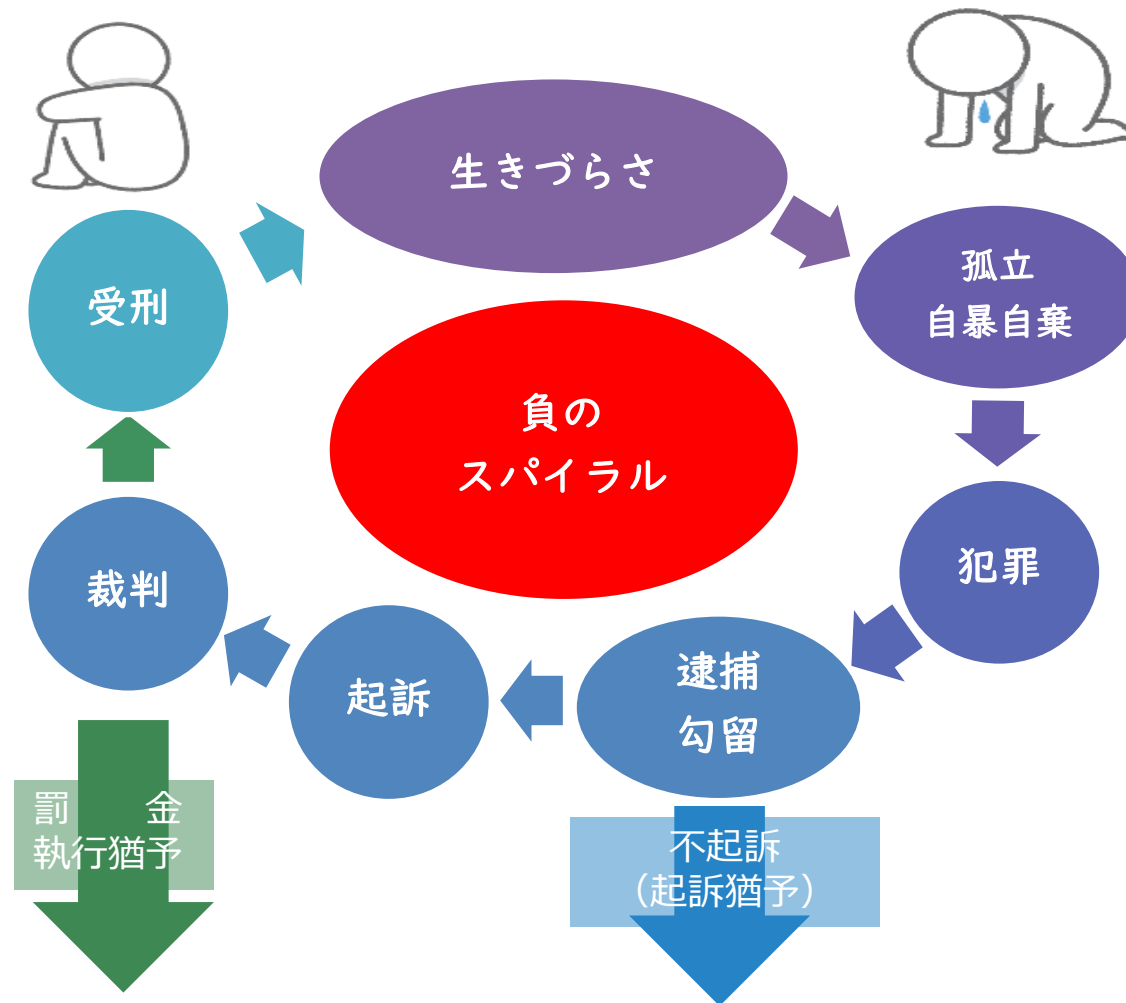 生きづらさ
孤立
自暴自棄
受刑
負の
スパイラル
犯罪
裁判
逮捕
勾留
起訴
罰　　金
執行猶予
不起訴
（起訴猶予）